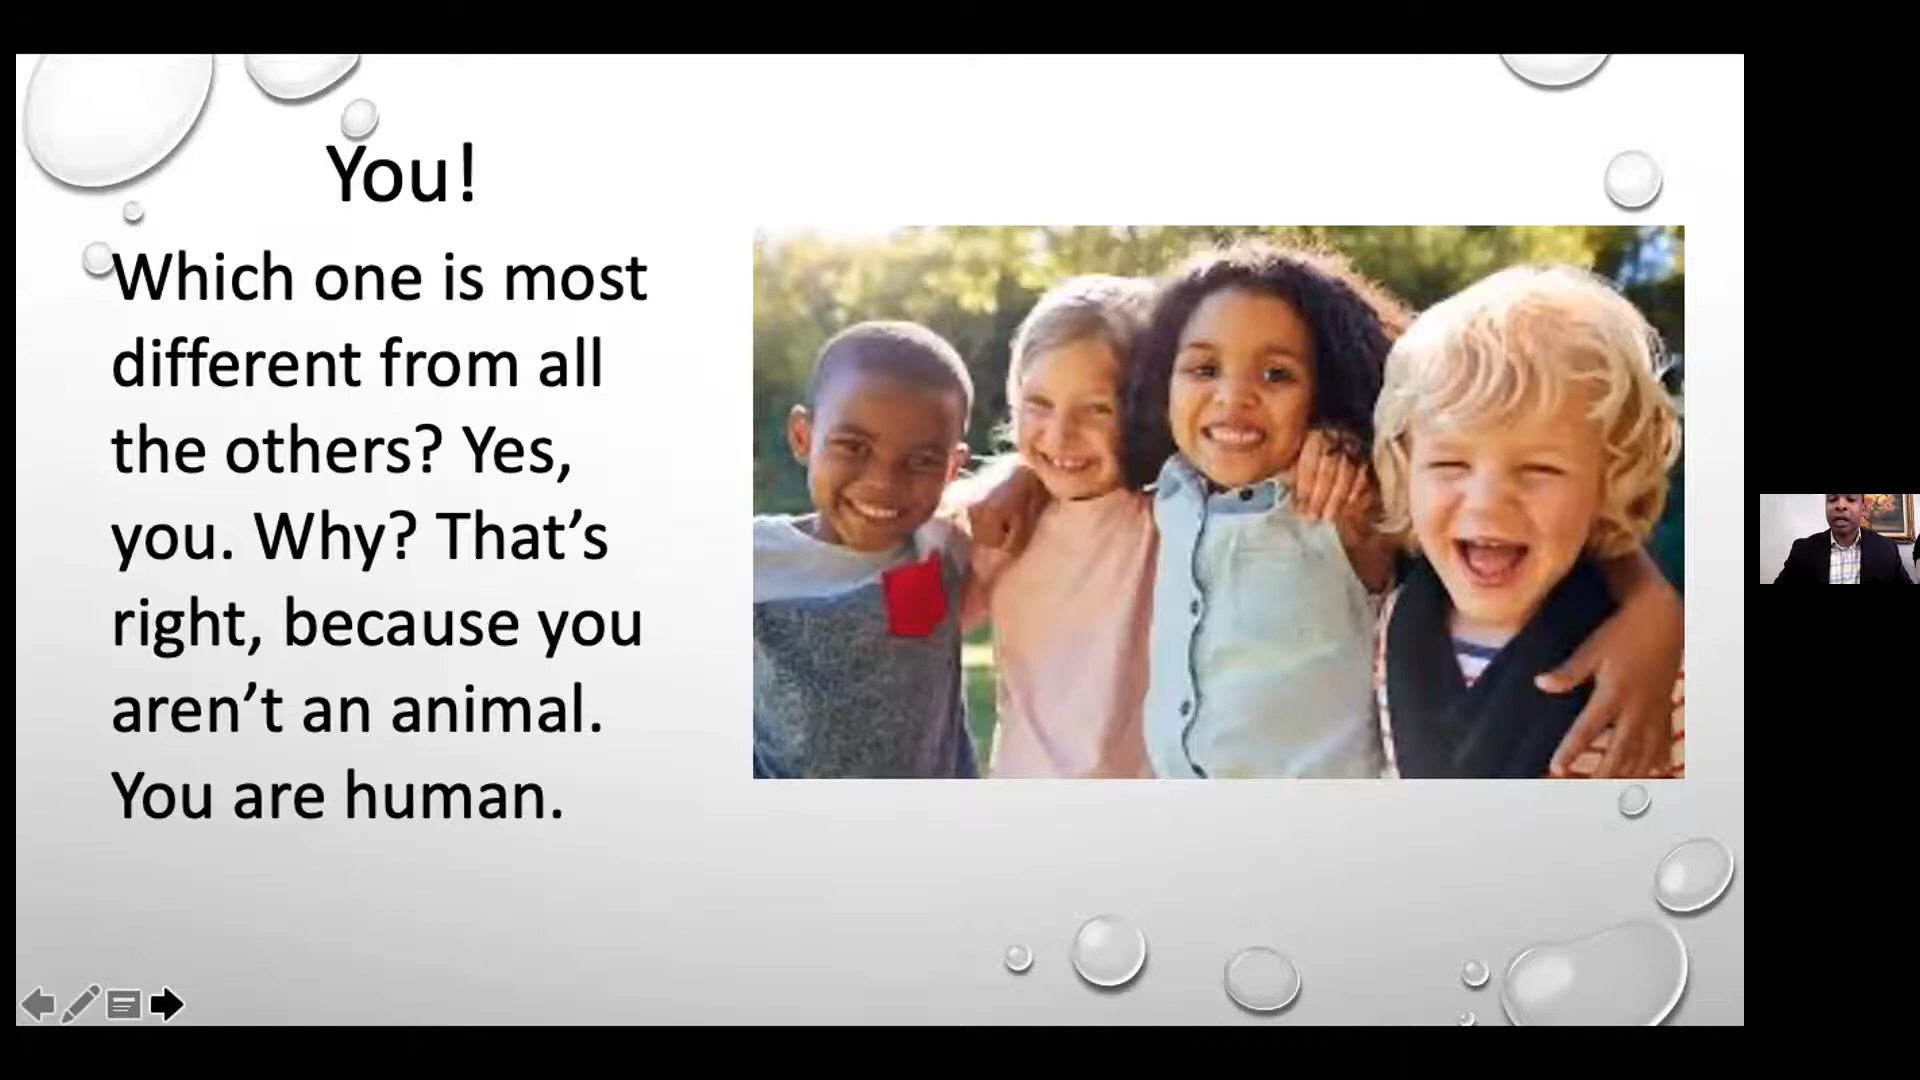 You!
Which one is most
different from all
the others? Yes,
you. Why? That’s
right, because you
aren’t an animal.
You are human.